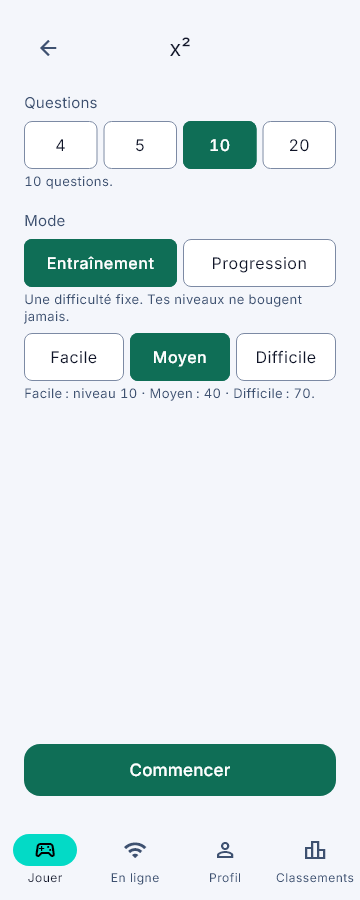 x²
Questions
4
5
10
20
10 questions.
Mode
Entraînement
Progression
Une difficulté fixe. Tes niveaux ne bougent
jamais.
Facile
Moyen
Difficile
Facile : niveau 10 · Moyen : 40 · Difficile : 70.
Commencer
Jouer
En ligne
Profil
Classements